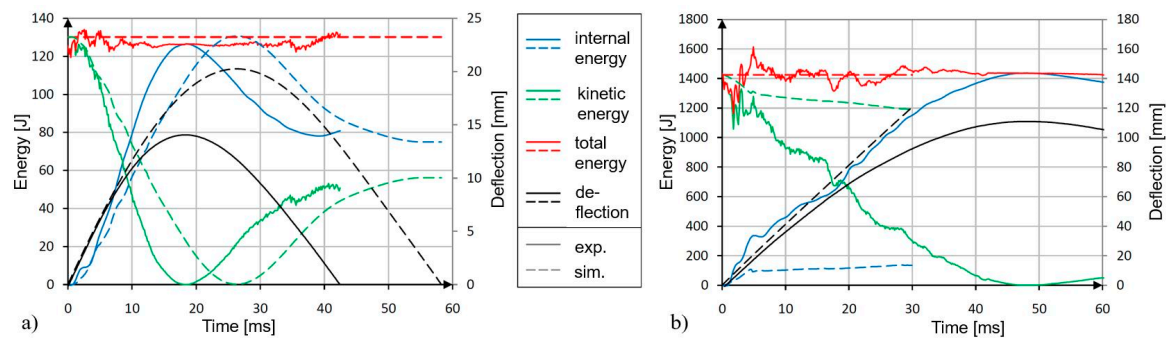 140
120
100
80
60
40
20
0
Energy [J]
25
20
15
10
5
0
Deflection [mm]
0 10 20 30 40 50 60
Time [ms]
a)
internal
energy
kinetic
energy
total
energy
de-
flection
exp.
sim.
1800
1600
1400
1200
1000
800
600
400
200
0
Energy [J]
180
160
140
120
100
80
60
40
20
0
Deflection [mm]
0 10 20 30 40 50 60
Time [ms]
b)